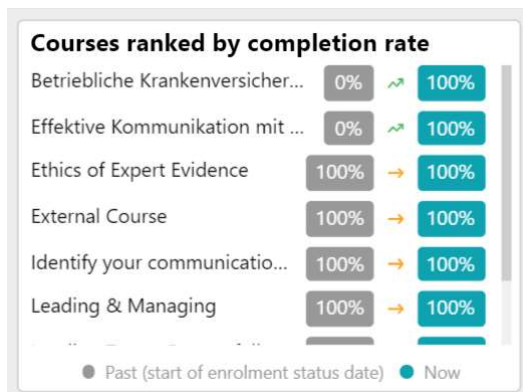 Courses ranked by completion rate
Betriebliche Krankenversicher... 0% 100%
Effektive Kommunikation mit ... 0% 100%
Ethics of Expert Evidence 100% → 100%
External Course 100% → 100%
Identify your communicatio... 100% → 100%
Leading & Managing 100% → 100%
Past (start of enrolment status date) Now